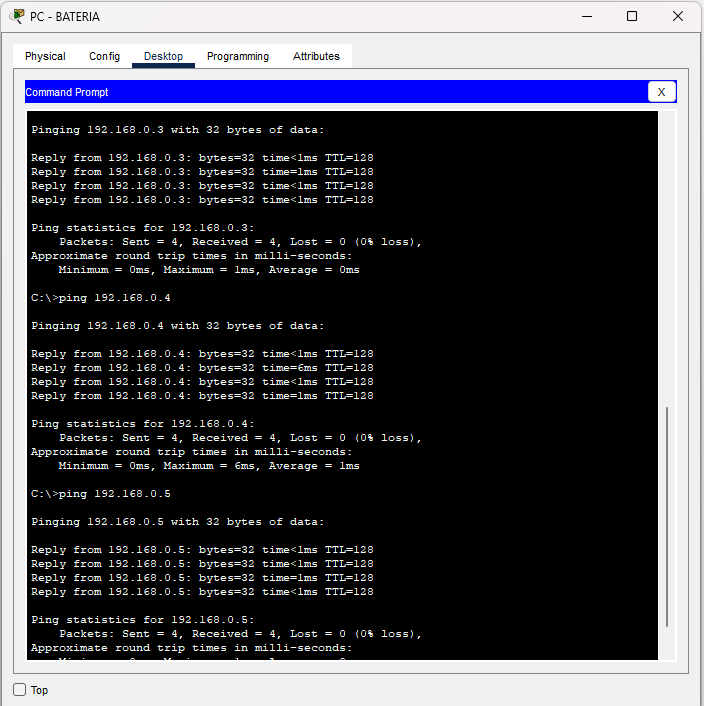 PC - BATERIA
Physical Config Desktop Programming Attributes
Command Prompt X
Pinging 192.168.0.3 with 32 bytes of data:
Reply from 192.168.0.3: bytes=32 time<1ms TTL=128
Reply from 192.168.0.3: bytes=32 time=1ms TTL=128
Reply from 192.168.0.3: bytes=32 time<1ms TTL=128
Reply from 192.168.0.3: bytes=32 time<1ms TTL=128
Ping statistics for 192.168.0.3:
Packets: Sent = 4, Received = 4, Lost = 0 (0% loss),
Approximate round trip times in milli-seconds:
Minimum = 0ms, Maximum = 1ms, Average = 0ms
C:\>ping 192.168.0.4
Pinging 192.168.0.4 with 32 bytes of data:
Reply from 192.168.0.4: bytes=32 time<1ms TTL=128
Reply from 192.168.0.4: bytes=32 time=6ms TTL=128
Reply from 192.168.0.4: bytes=32 time<1ms TTL=128
Reply from 192.168.0.4: bytes=32 time=1ms TTL=128
Ping statistics for 192.168.0.4:
Packets: Sent = 4, Received = 4, Lost = 0 (0% loss),
Approximate round trip times in milli-seconds:
Minimum = 0ms, Maximum = 6ms, Average = 1ms
C:\>ping 192.168.0.5
Pinging 192.168.0.5 with 32 bytes of data:
Reply from 192.168.0.5: bytes=32 time<1ms TTL=128
Reply from 192.168.0.5: bytes=32 time<1ms TTL=128
Reply from 192.168.0.5: bytes=32 time=1ms TTL=128
Reply from 192.168.0.5: bytes=32 time<1ms TTL=128
Ping statistics for 192.168.0.5:
Packets: Sent = 4, Received = 4, Lost = 0 (0% loss),
Approximate round trip times in milli-seconds:
Top